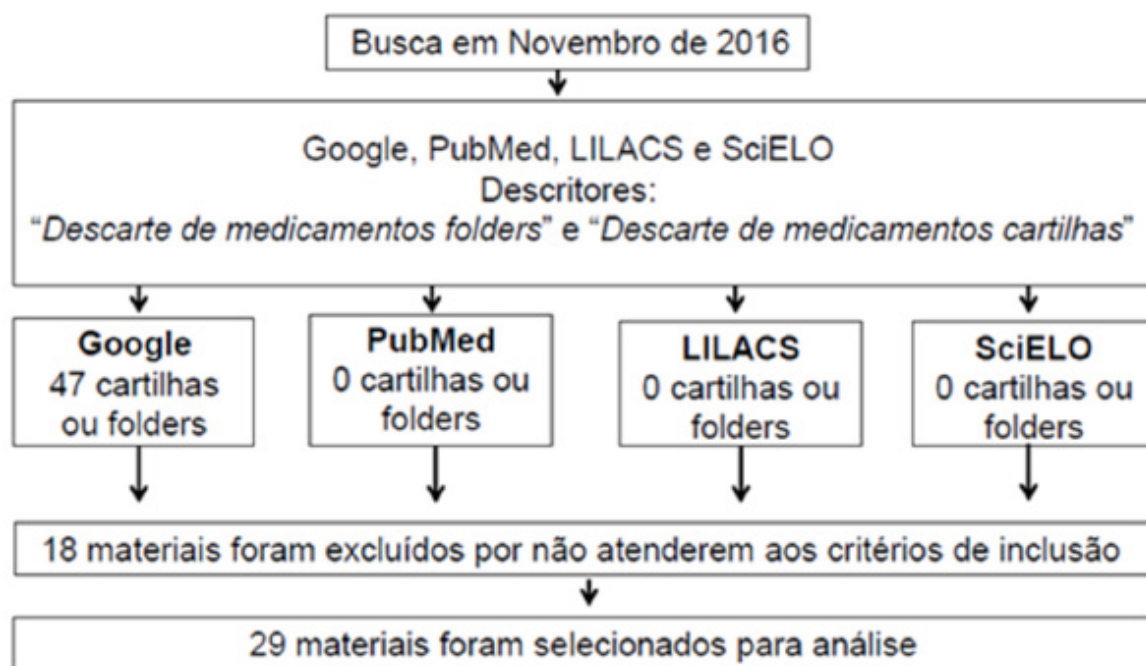 Busca em Novembro de 2016
Google, PubMed, LILACS e SciELO
Descritores:
“Descarte de medicamentos folders” e “Descarte de medicamentos cartilhas”
Google
47 cartilhas
ou folders
PubMed
0 cartilhas ou
folders
LILACS
0 cartilhas ou
folders
SciELO
0 cartilhas ou
folders
18 materiais foram excluídos por não atenderem aos critérios de inclusão
29 materiais foram selecionados para análise